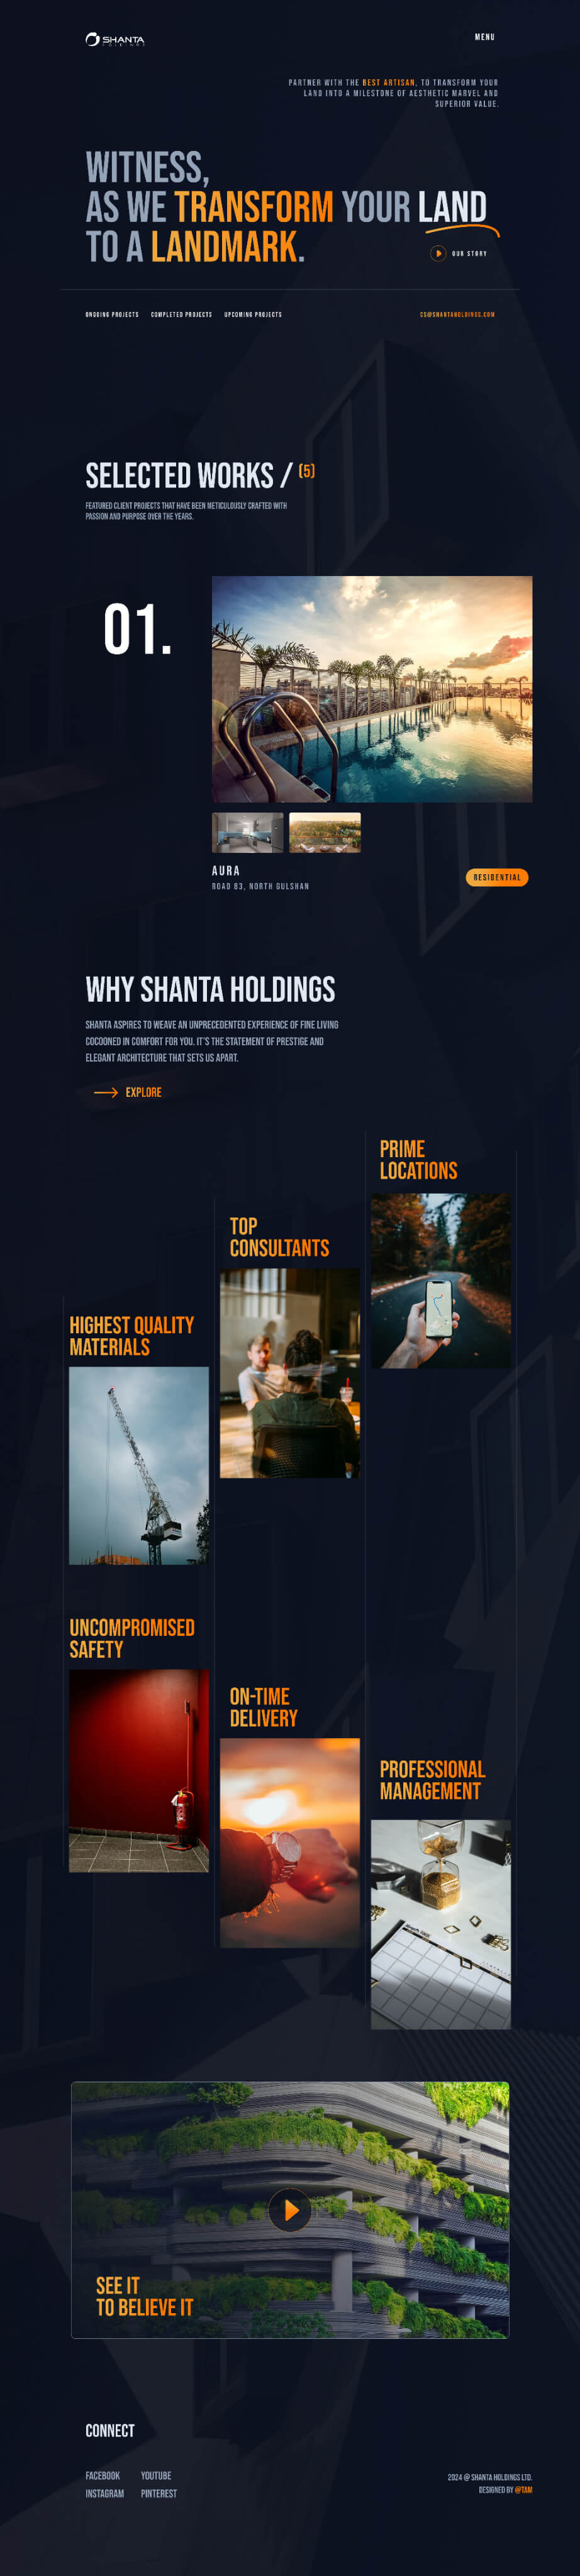 SHANTA
HOLDINGS
MENU
PARTNER WITH THE BEST ARTISAN, TO TRANSFORM YOUR
LAND INTO A MILESTONE OF AESTHETIC MARVEL AND
SUPERIOR VALUE.
WITNESS,
AS WE TRANSFORM YOUR LAND
TO A LANDMARK.
OUR STORY
ONGOING PROJECTS COMPLETED PROJECTS UPCOMING PROJECTS
CS@SHANTAHOLDINGS.COM
SELECTED WORKS / (5)
FEATURED CLIENT PROJECTS THAT HAVE BEEN METICULOUSLY CRAFTED WITH
PASSION AND PURPOSE OVER THE YEARS.
01.
AURA
ROAD 83, NORTH GULSHAN
RESIDENTIAL
WHY SHANTA HOLDINGS
SHANTA ASPIRES TO WEAVE AN UNPRECEDENTED EXPERIENCE OF FINE LIVING
COCOONED IN COMFORT FOR YOU. IT'S THE STATEMENT OF PRESTIGE AND
ELEGANT ARCHITECTURE THAT SETS US APART.
EXPLORE
PRIME
LOCATIONS
TOP
CONSULTANTS
HIGHEST QUALITY
MATERIALS
UNCOMPROMISED
SAFETY
ON-TIME
DELIVERY
PROFESSIONAL
MANAGEMENT
SEE IT
TO BELIEVE IT
CONNECT
FACEBOOK YOUTUBE
INSTAGRAM PINTEREST
2024 @ SHANTA HOLDINGS LTD.
DESIGNED BY @TAM